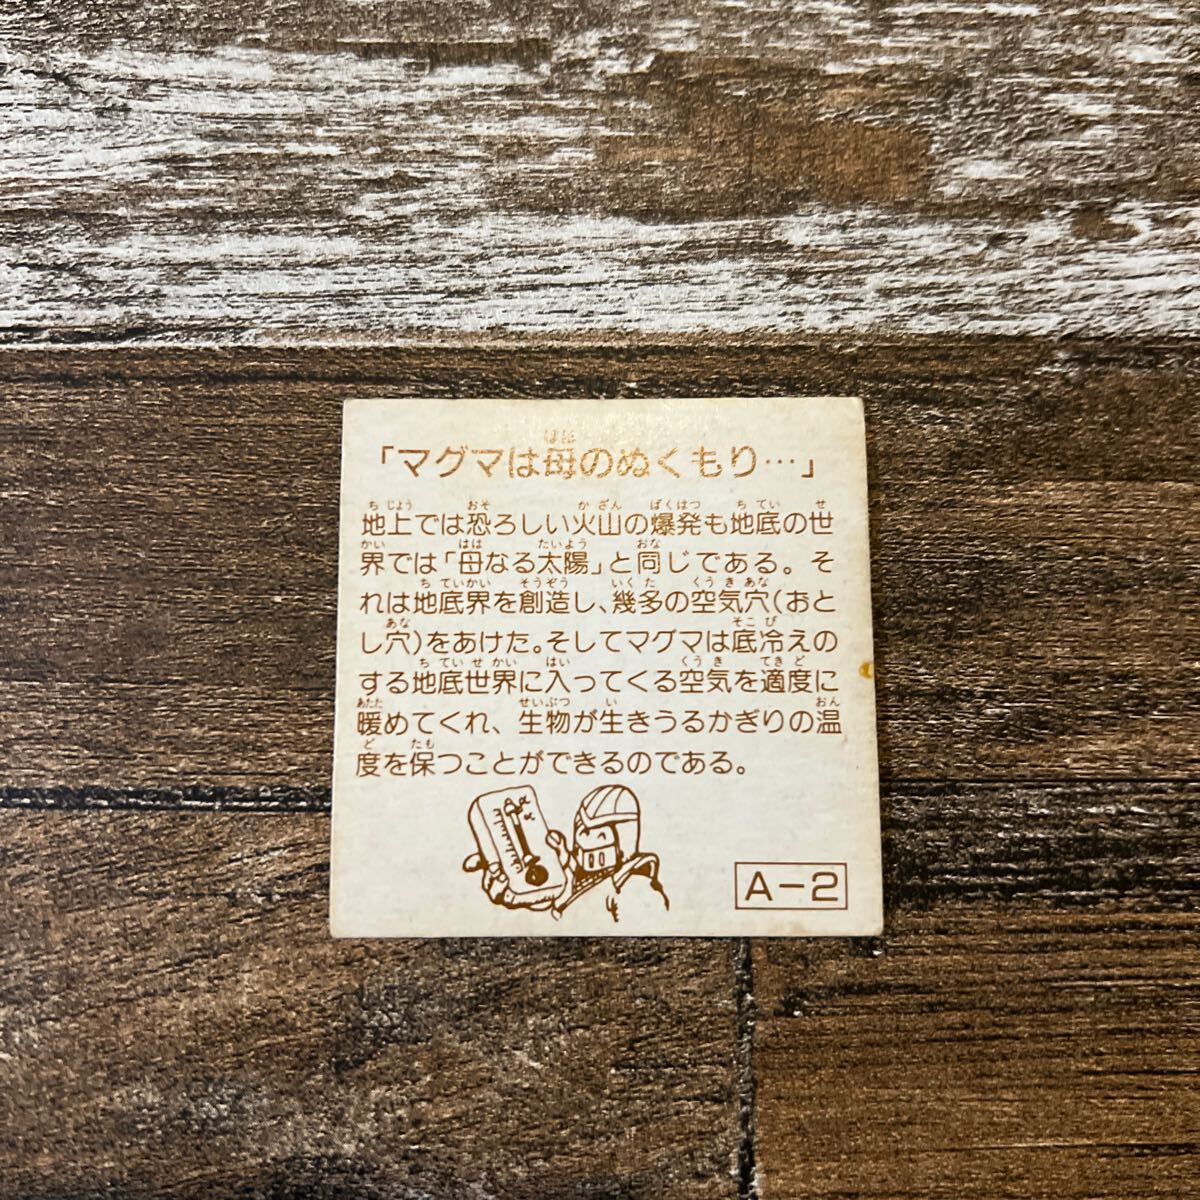 「マグマは母のぬくもり…」
地上では恐ろしい火山の爆発も地底の世
界では「母なる太陽」と同じである。そ
れは地底界を創造し、幾多の空気穴(おと
し穴)をあけた。そしてマグマは底冷えの
する地底世界に入ってくる空気を適度に
暖めてくれ、生物が生きうるかぎりの温
度を保つことができるのである。
A-2